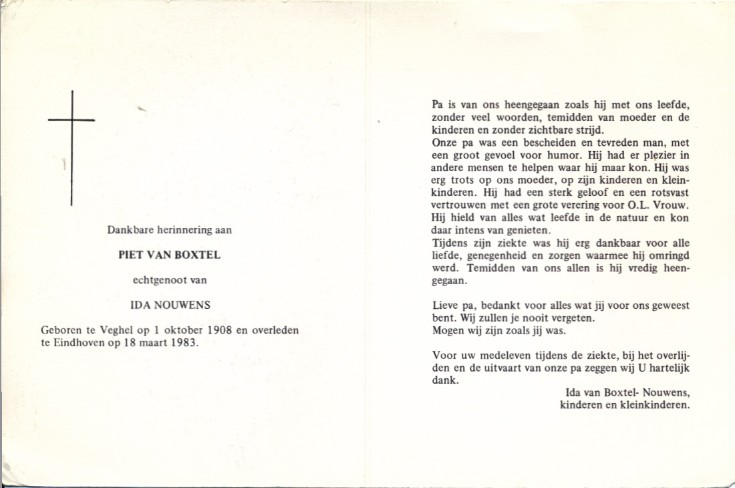 Dankbare herinnering aan
PIET VAN BOXTEL
echtgenoot van
IDA NOUWENS
Geboren te Veghel op 1 oktober 1908 en overleden
te Eindhoven op 18 maart 1983.
Pa is van ons heengegaan zoals hij met ons leefde,
zonder veel woorden, temidden van moeder en de
kinderen en zonder zichtbare strijd.
Onze pa was een bescheiden en tevreden man, met
een groot gevoel voor humor. Hij had er plezier in
andere mensen te helpen waar hij maar kon. Hij was
erg trots op ons moeder, op zijn kinderen en klein-
kinderen. Hij had een sterk geloof en een rotsvast
vertrouwen met een grote verering voor O.L. Vrouw.
Hij hield van alles wat leefde in de natuur en kon
daar intens van genieten.
Tijdens zijn ziekte was hij erg dankbaar voor alle
liefde, genegenheid en zorgen waarmee hij omringd
werd. Temidden van ons allen is hij vredig heen-
gegaan.
Lieve pa, bedankt voor alles wat jij voor ons geweest
bent. Wij zullen je nooit vergeten.
Mogen wij zijn zoals jij was.
Voor uw medeleven tijdens de ziekte, bij het overlij-
den en de uitvaart van onze pa zeggen wij U hartelijk
dank.
Ida van Boxtel- Nouwens,
kinderen en kleinkinderen.